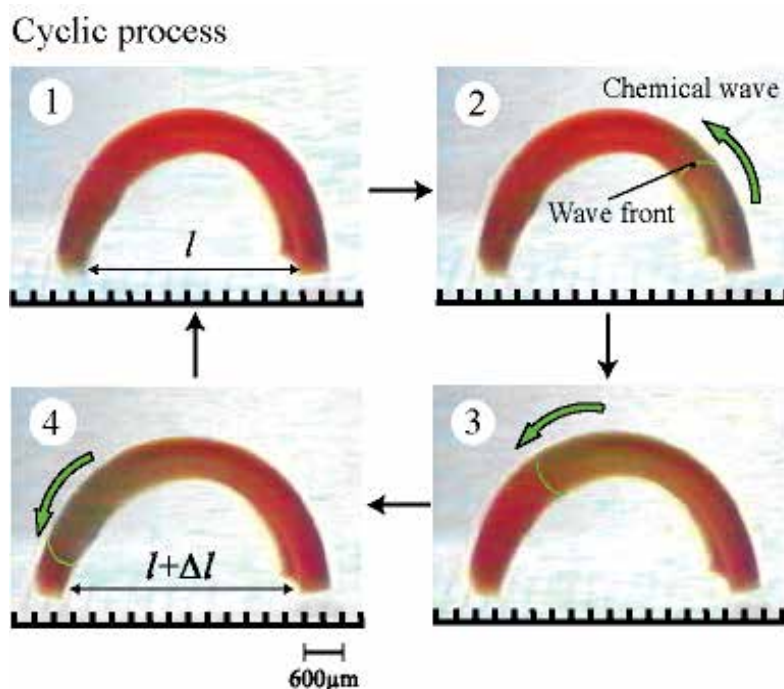 Cyclic process
1
l
2
Chemical wave
Wave front
4
l+Δl
3
600μm